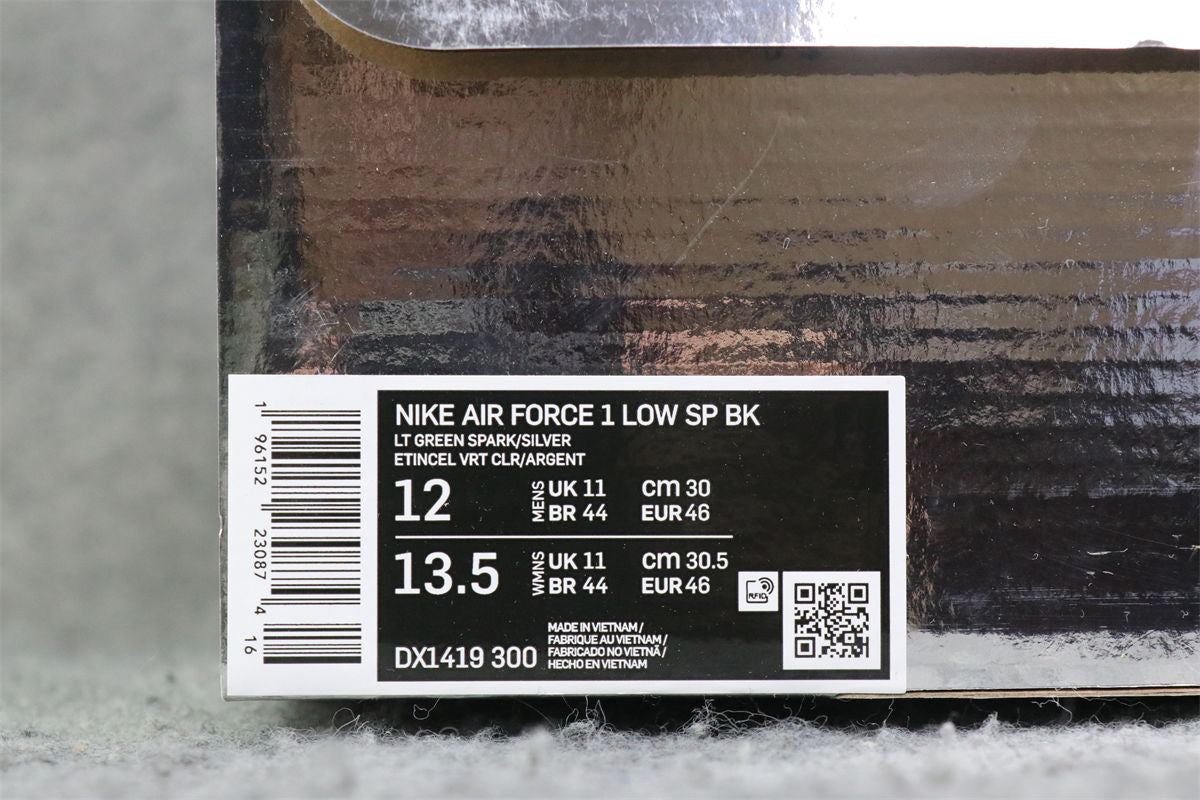 NIKE AIR FORCE 1 LOW SP BK
LT GREEN SPARK/SILVER
ETINCEL VRT CLR/ARGENT
12 MENS UK 11 cm 30
BR 44 EUR 46
13.5 WMNS UK 11 cm 30.5
BR 44 EUR 46
RFID
DX1419 300
MADE IN VIETNAM/
FABRIQUE AU VIETNAM/
FABRICADO NO VIETNÃ/
HECHO EN VIETNAM
1 96152 23087 4 16